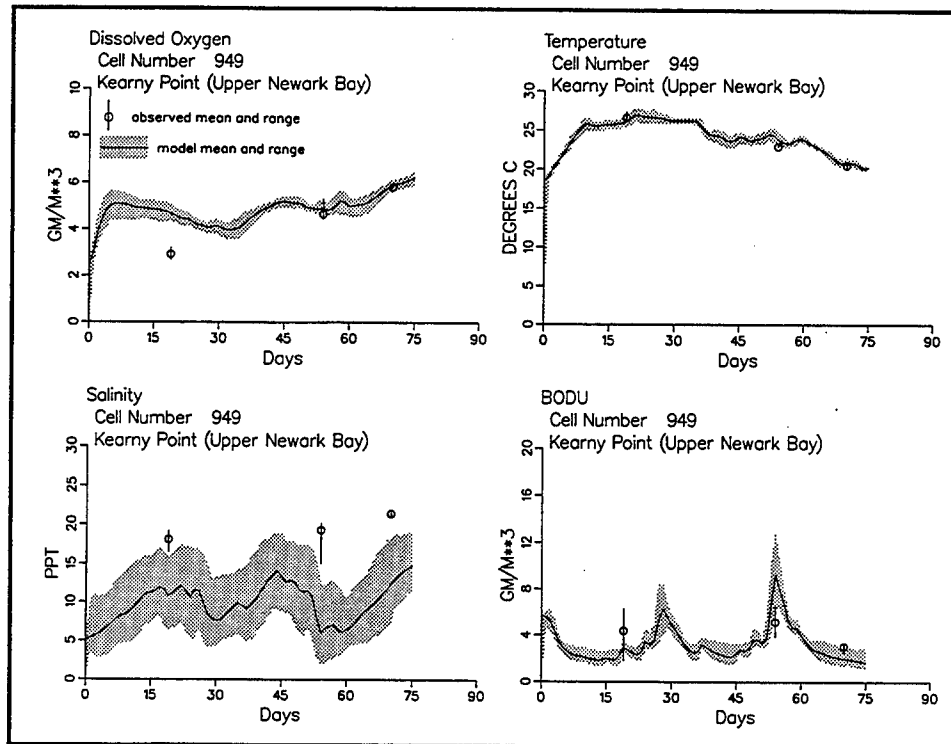 Dissolved Oxygen
Cell Number 949
Kearny Point (Upper Newark Bay)
10
8
6
4
2
0
GM/M**3
observed mean and range
model mean and range
0 15 30 45 60 75 90
Days
Temperature
Cell Number 949
Kearny Point (Upper Newark Bay)
30
25
20
15
10
5
0
DEGREES C
0 15 30 45 60 75 90
Days
Salinity
Cell Number 949
Kearny Point (Upper Newark Bay)
30
25
20
15
10
5
0
PPT
0 15 30 45 60 75 90
Days
BODU
Cell Number 949
Kearny Point (Upper Newark Bay)
20
16
12
8
4
0
GM/M**3
0 15 30 45 60 75 90
Days